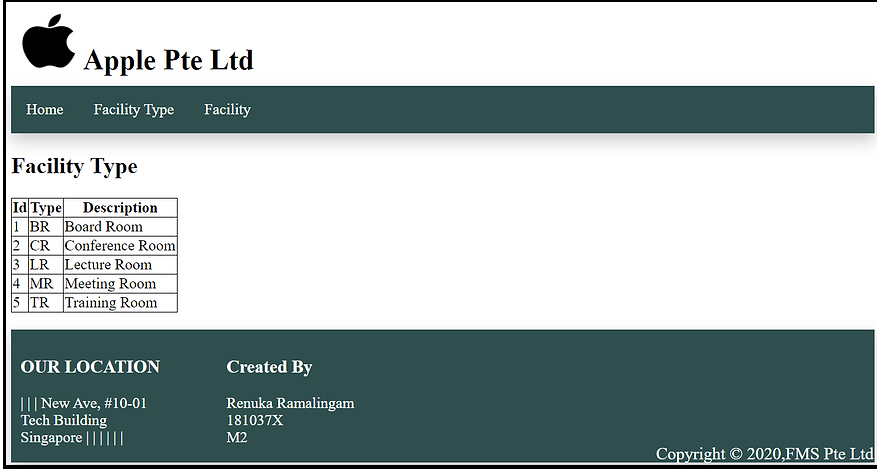 Apple Pte Ltd
Home Facility Type Facility
Facility Type
Id Type Description
1 BR Board Room
2 CR Conference Room
3 LR Lecture Room
4 MR Meeting Room
5 TR Training Room
OUR LOCATION
| | | New Ave, #10-01
Tech Building
Singapore | | | | | |
Created By
Renuka Ramalingam
181037X
M2
Copyright © 2020,FMS Pte Ltd